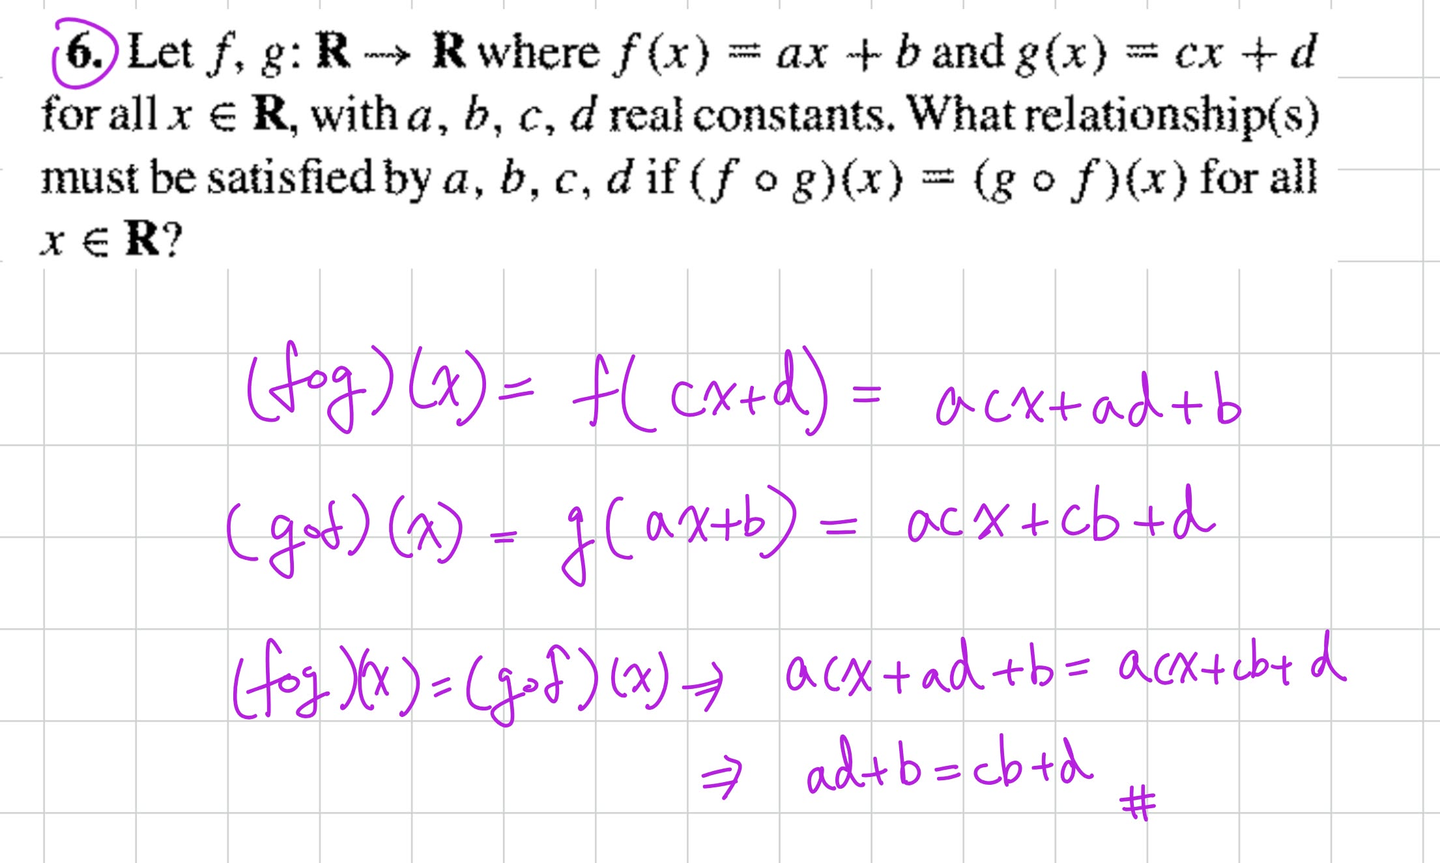 6. Let f, g: R → R where f(x) = ax + b and g(x) = cx + d
for all x ∈ R, with a, b, c, d real constants. What relationship(s)
must be satisfied by a, b, c, d if (f ∘ g)(x) = (g ∘ f)(x) for all
x ∈ R?
(f∘g)(x) = f(cx+d) = acx+ad+b
(g∘f)(x) = g(ax+b) = acx+cb+d
(f∘g)(x) = (g∘f)(x) ⇒ acx+ad+b = acx+cb+d
⇒ ad+b = cb+d #